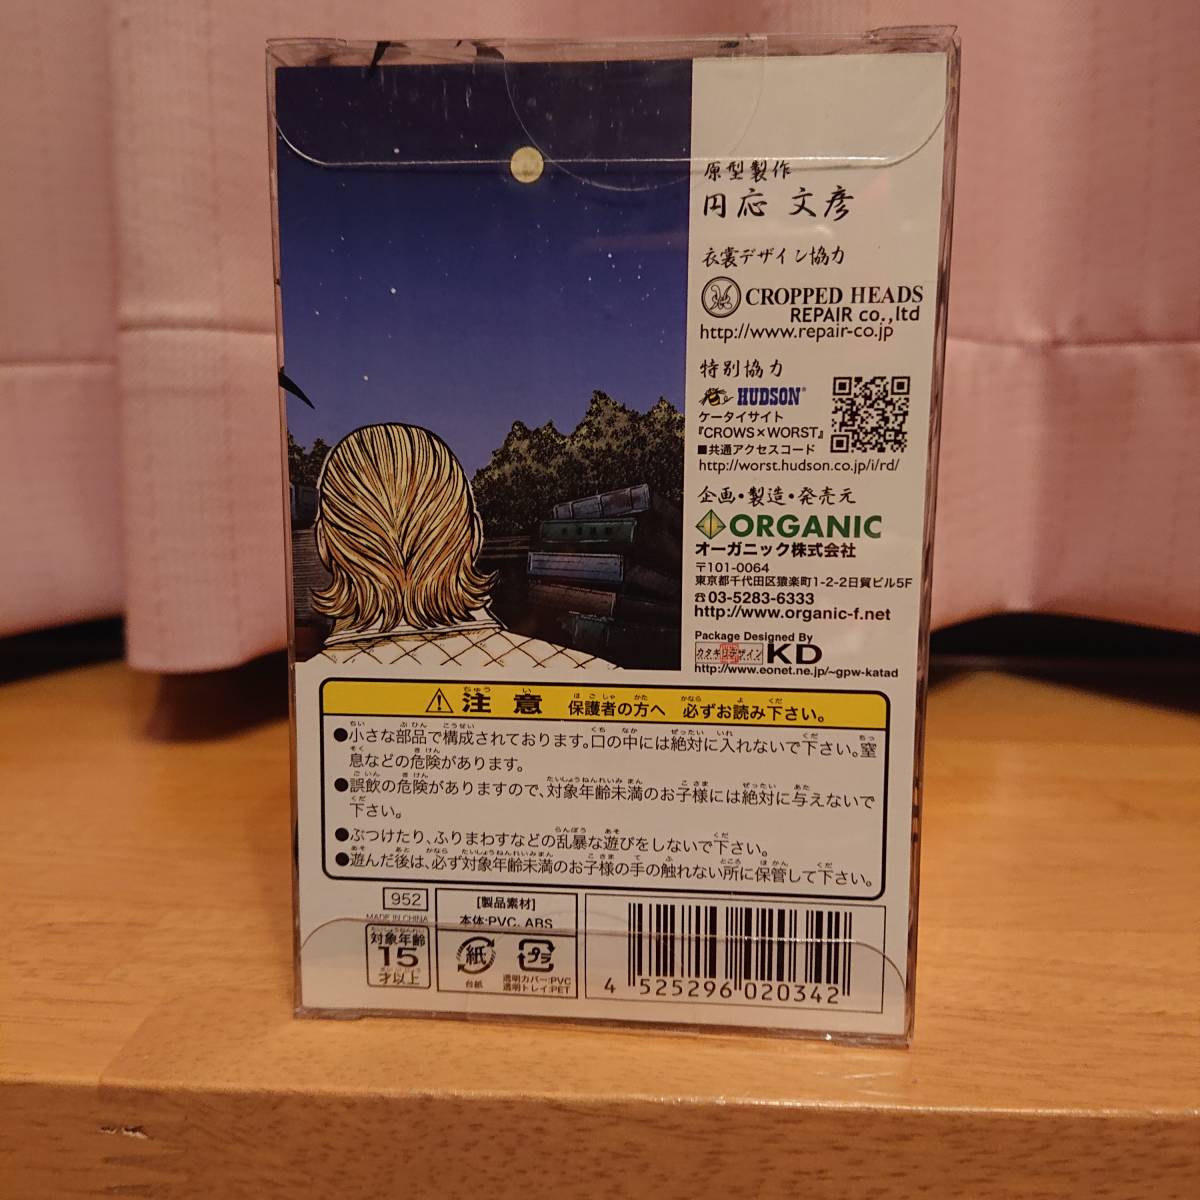 原型製作
円応 文彦
衣裳デザイン協力
CROPPED HEADS
REPAIR co.,ltd
http://www.repair-co.jp
特別協力
HUDSON®
ケータイサイト
『CROWS×WORST』
■共通アクセスコード
http://worst.hudson.co.jp/i/rd/
企画・製造・発売元
ORGANIC
オーガニック株式会社
〒101-0064
東京都千代田区猿楽町1-2-2日貿ビル5F
☎03-5283-6333
http://www.organic-f.net
Package Designed By
カタキリデザイン KD
http://www.eonet.ne.jp/~gpw-katad
⚠注意 保護者の方へ 必ずお読み下さい。
●小さな部品で構成されております。口の中には絶対に入れないで下さい。窒
息などの危険があります。
●誤飲の危険がありますので、対象年齢未満のお子様には絶対に与えないで
下さい。
●ぶつけたり、ふりまわすなどの乱暴な遊びをしないで下さい。
●遊んだ後は、必ず対象年齢未満のお子様の手の触れない所に保管して下さい。
952
MADE IN CHINA
対象年齢
15
才以上
[製品素材]
本体:PVC、ABS
紙
台紙
プラ
透明カバー:PVC
透明トレイ:PET
4 525296 020342